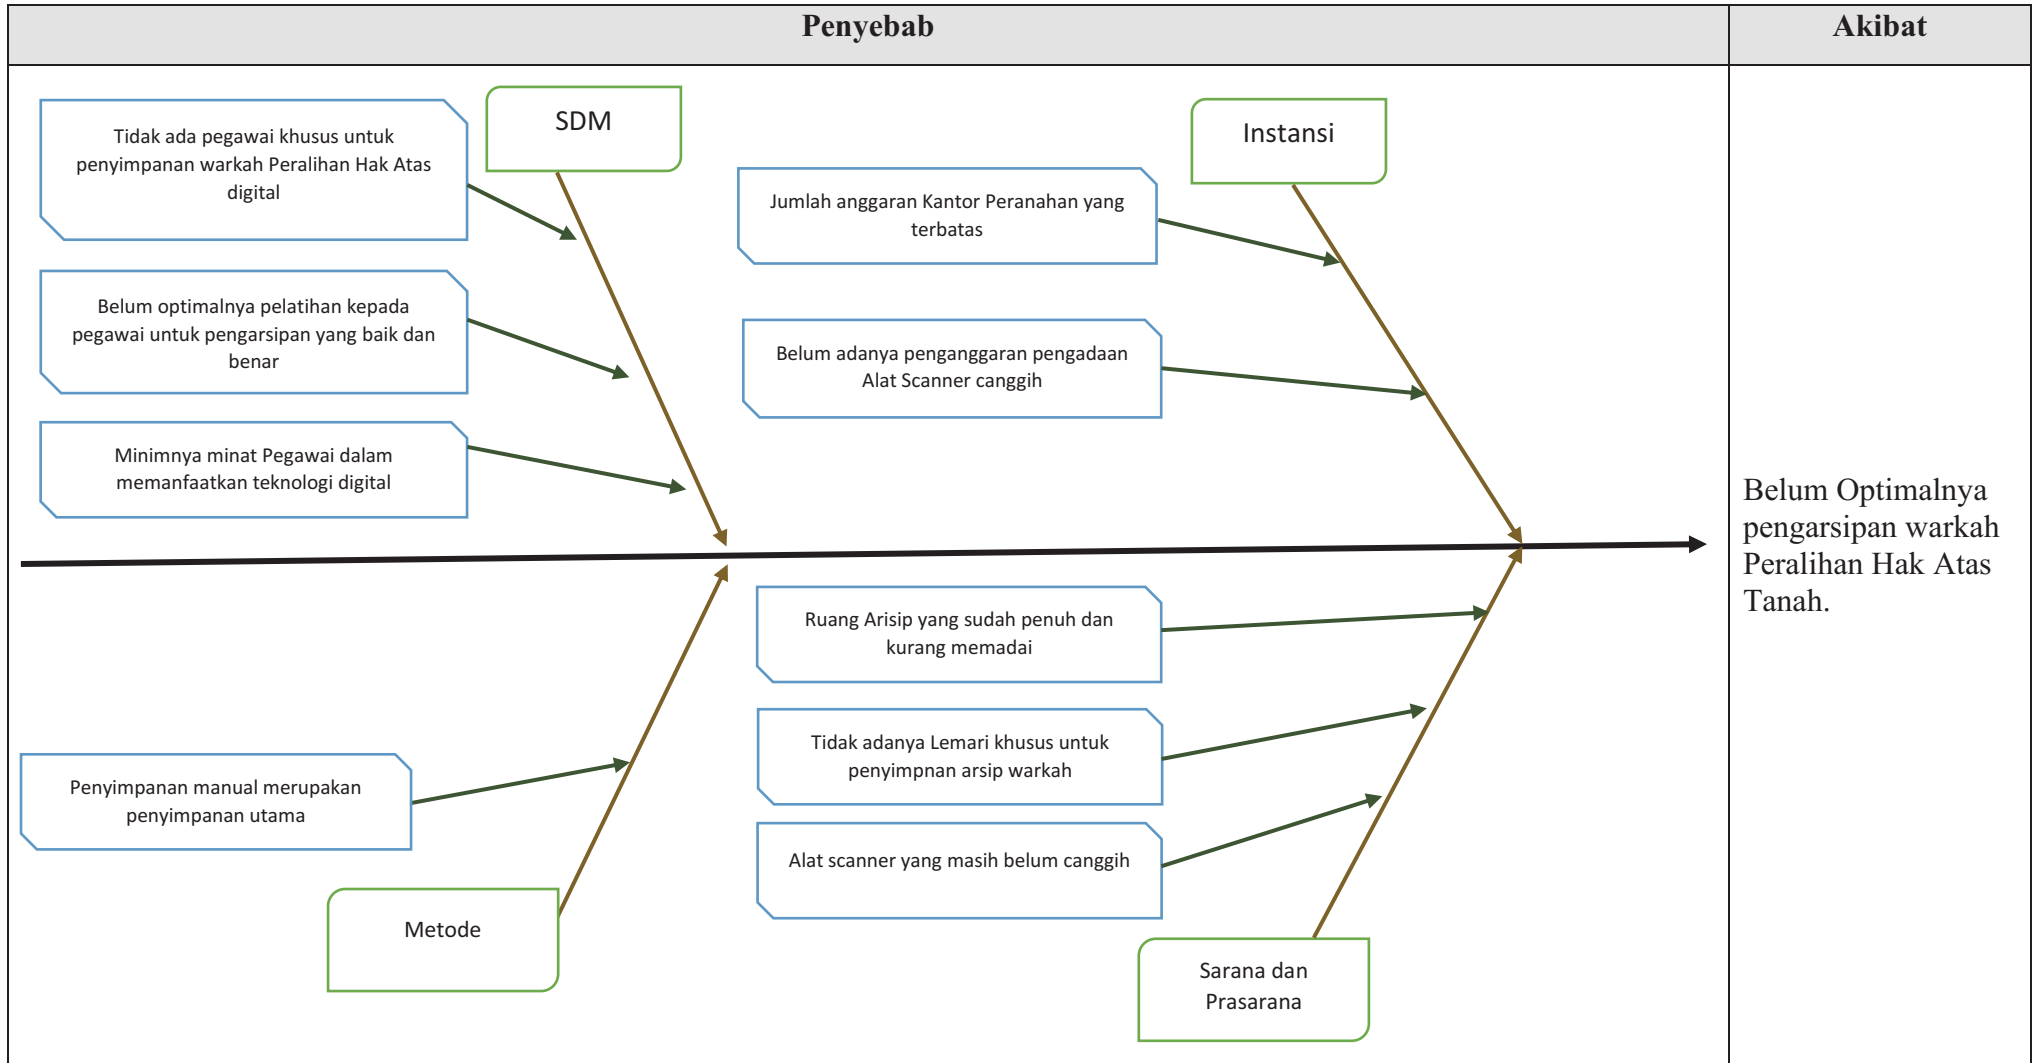 Penyebab
Akibat
SDM
Tidak ada pegawai khusus untuk
penyimpanan warkah Peralihan Hak Atas
digital
Belum optimalnya pelatihan kepada
pegawai untuk pengarsipan yang baik dan
benar
Minimnya minat Pegawai dalam
memanfaatkan teknologi digital
Instansi
Jumlah anggaran Kantor Peranahan yang
terbatas
Belum adanya penganggaran pengadaan
Alat Scanner canggih
Belum Optimalnya
pengarsipan warkah
Peralihan Hak Atas
Tanah.
Penyimpanan manual merupakan
penyimpanan utama
Metode
Ruang Arisip yang sudah penuh dan
kurang memadai
Tidak adanya Lemari khusus untuk
penyimpnan arsip warkah
Alat scanner yang masih belum canggih
Sarana dan
Prasarana